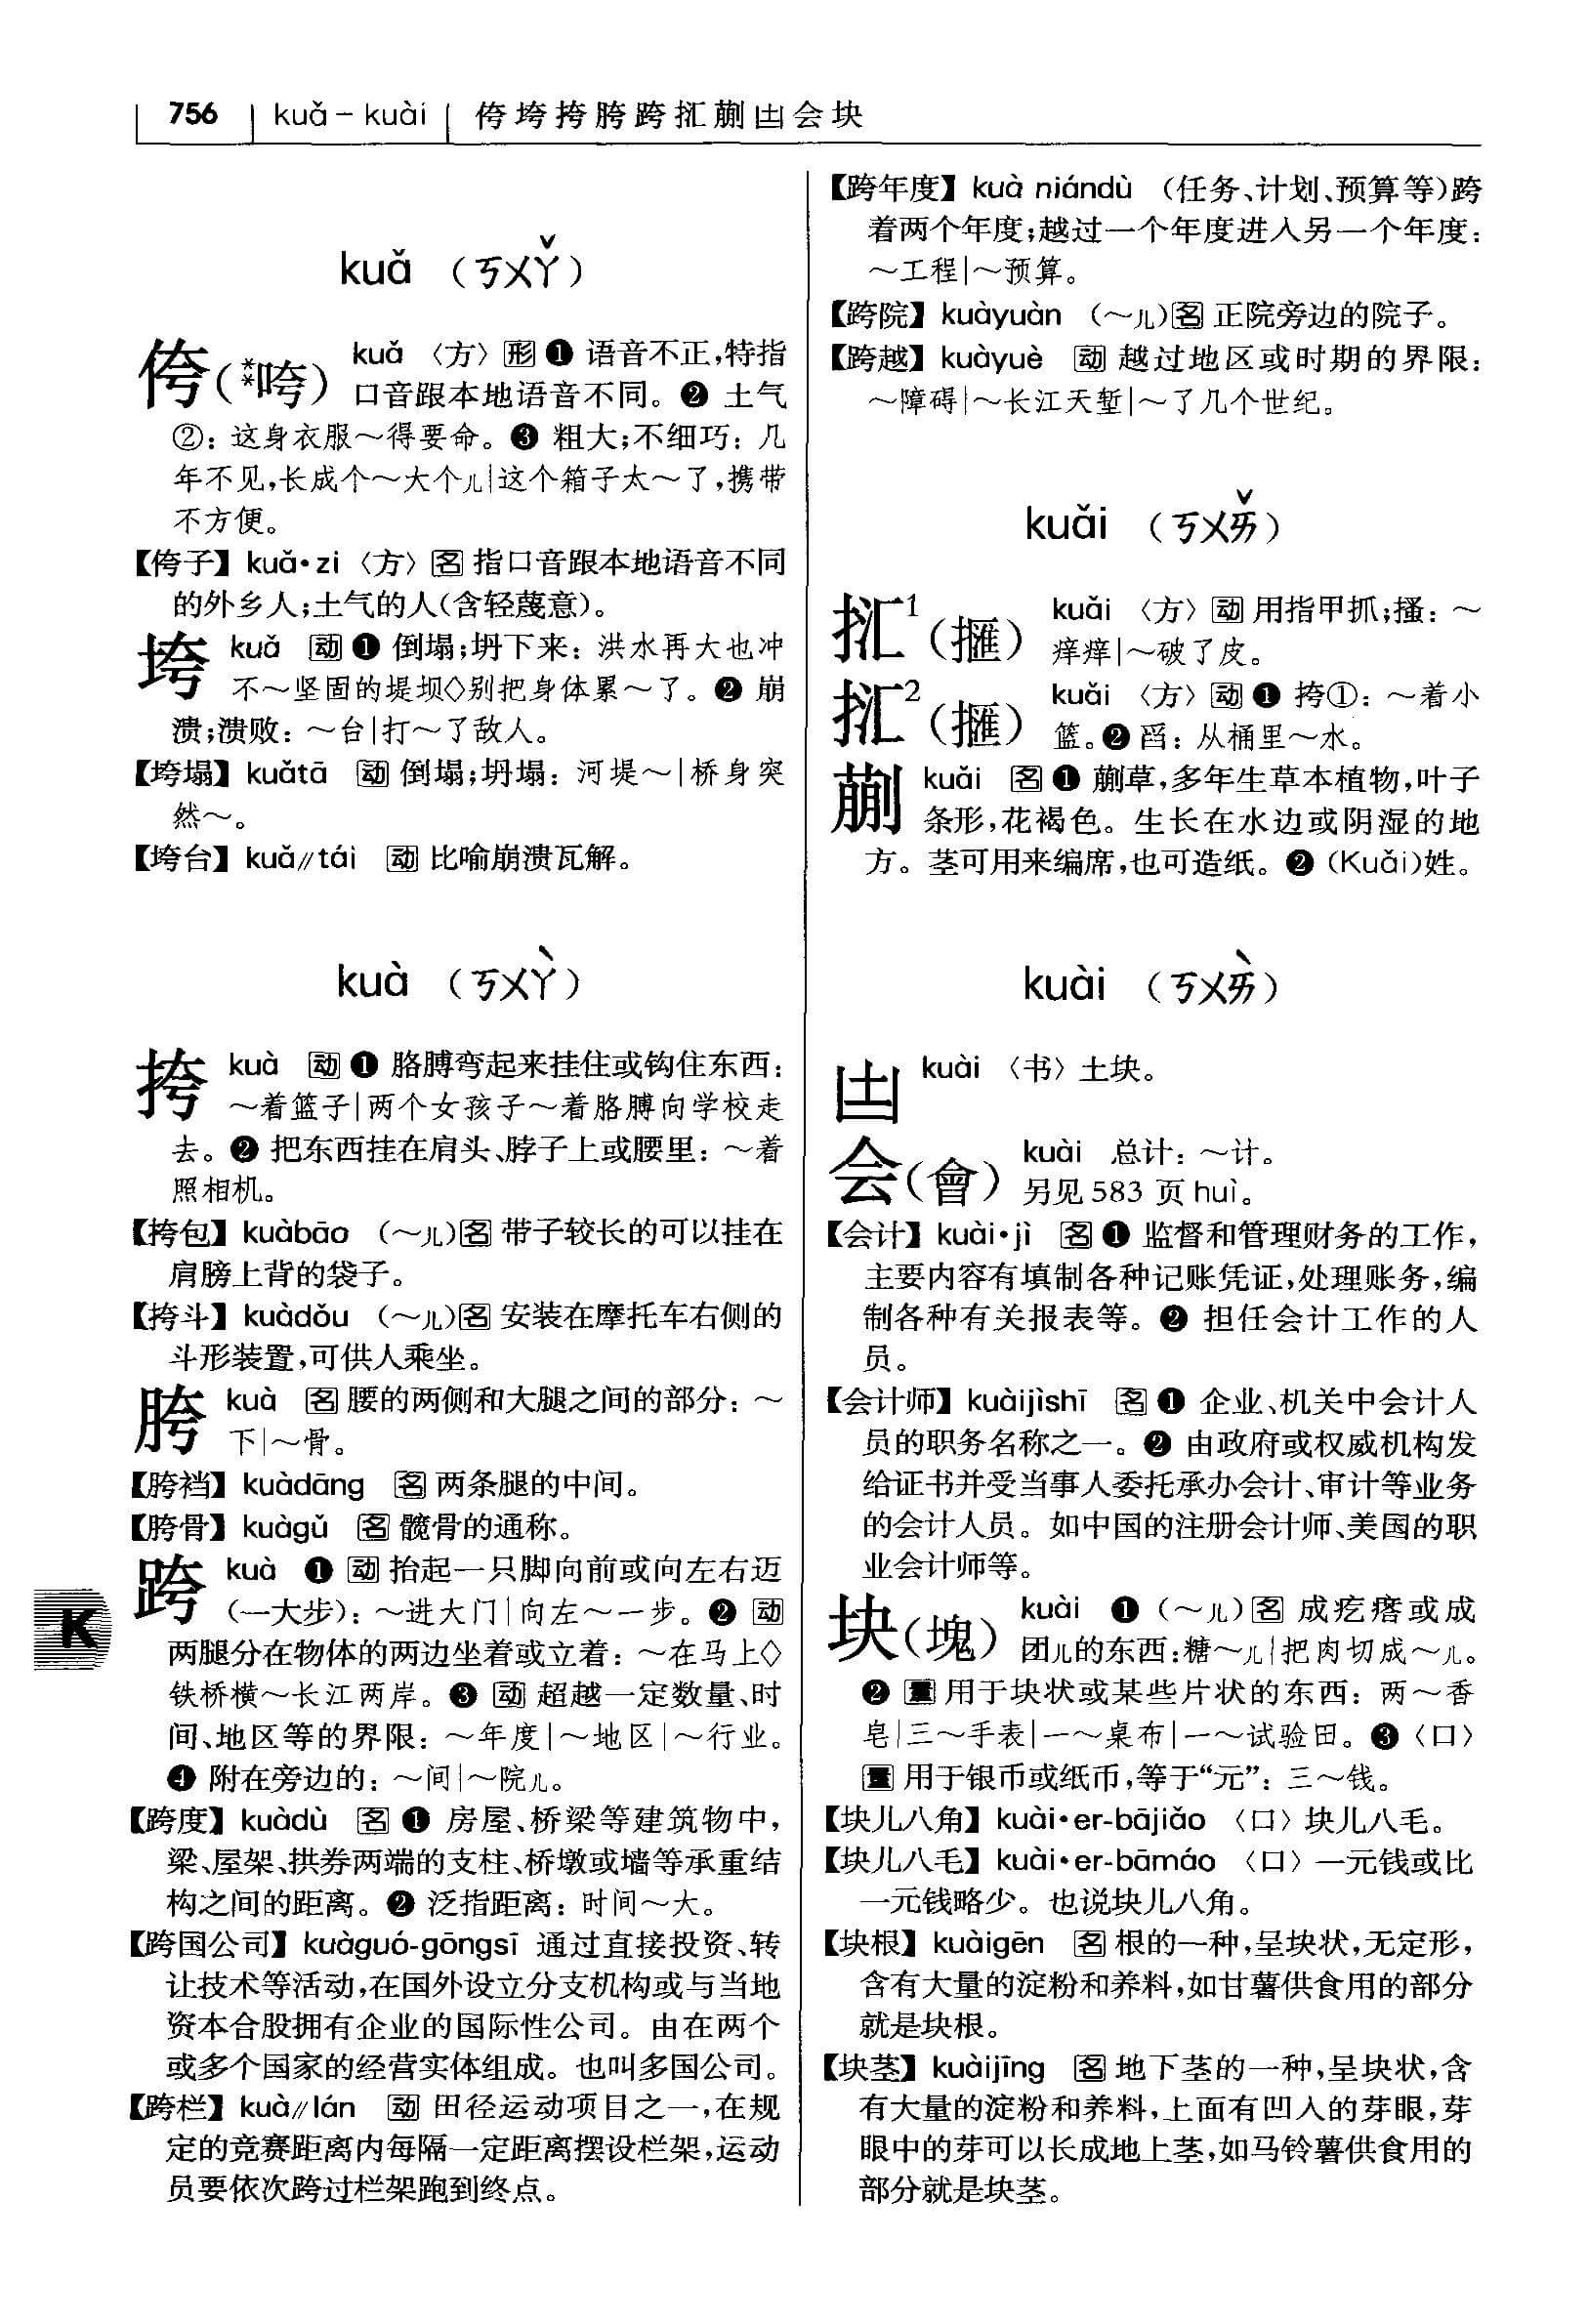 756 kuǎ – kuài 侉垮挎胯跨㧟蒯凷会块
kuǎ （ㄎㄨㄚˇ）
侉(**咵) kuǎ 〈方〉 形 ❶ 语音不正,特指
口音跟本地语音不同。❷ 土气
②: 这身衣服～得要命。❸ 粗大;不细巧: 几
年不见,长成个～大个儿|这个箱子太～了,携带
不方便。
【侉子】 kuǎ•zi 〈方〉 名 指口音跟本地语音不同
的外乡人;土气的人(含轻蔑意)。
垮 kuǎ 动 ❶ 倒塌;坍下来: 洪水再大也冲
不～坚固的堤坝◇别把身体累～了。❷ 崩
溃;溃败: ～台|打～了敌人。
【垮塌】 kuǎtā 动 倒塌;坍塌: 河堤～|桥身突
然～。
【垮台】 kuǎ//tái 动 比喻崩溃瓦解。
kuà （ㄎㄨㄚˋ）
挎 kuà 动 ❶ 胳膊弯起来挂住或钩住东西:
～着篮子|两个女孩子～着胳膊向学校走
去。❷ 把东西挂在肩头、脖子上或腰里: ～着
照相机。
【挎包】 kuàbāo (～儿)名 带子较长的可以挂在
肩膀上背的袋子。
【挎斗】 kuàdǒu (～儿)名 安装在摩托车右侧的
斗形装置,可供人乘坐。
胯 kuà 名 腰的两侧和大腿之间的部分: ～
下|～骨。
【胯裆】 kuàdāng 名 两条腿的中间。
【胯骨】 kuàgǔ 名 髋骨的通称。
跨 kuà ❶ 动 抬起一只脚向前或向左右迈
(一大步): ～进大门|向左～一步。❷ 动
两腿分在物体的两边坐着或立着: ～在马上◇
铁桥横～长江两岸。❸ 动 超越一定数量、时
间、地区等的界限: ～年度|～地区|～行业。
❹ 附在旁边的: ～间|～院儿。
【跨度】 kuàdù 名 ❶ 房屋、桥梁等建筑物中,
梁、屋架、拱券两端的支柱、桥墩或墙等承重结
构之间的距离。❷ 泛指距离: 时间～大。
【跨国公司】 kuàguó-gōngsī 通过直接投资、转
让技术等活动,在国外设立分支机构或与当地
资本合股拥有企业的国际性公司。由在两个
或多个国家的经营实体组成。也叫多国公司。
【跨栏】 kuà//lán 动 田径运动项目之一,在规
定的竞赛距离内每隔一定距离摆设栏架,运动
员要依次跨过栏架跑到终点。
【跨年度】 kuà niándù (任务、计划、预算等)跨
着两个年度;越过一个年度进入另一个年度:
～工程|～预算。
【跨院】 kuàyuàn (～儿)名 正院旁边的院子。
【跨越】 kuàyuè 动 越过地区或时期的界限:
～障碍|～长江天堑|～了几个世纪。
kuǎi （ㄎㄨㄞˇ）
㧟1(擓) kuǎi 〈方〉 动 用指甲抓;搔: ～
痒痒|～破了皮。
㧟2(擓) kuǎi 〈方〉 动 ❶ 挎①: ～着小
篮。❷ 舀: 从桶里～水。
蒯 kuǎi 名 ❶ 蒯草,多年生草本植物,叶子
条形,花褐色。生长在水边或阴湿的地
方。茎可用来编席,也可造纸。❷ (Kuǎi)姓。
kuài （ㄎㄨㄞˋ）
凷 kuài 〈书〉 土块。
会(會) kuài 总计: ～计。
另见 583 页 huì。
【会计】 kuài•jì 名 ❶ 监督和管理财务的工作,
主要内容有填制各种记账凭证,处理账务,编
制各种有关报表等。❷ 担任会计工作的人
员。
【会计师】 kuàijìshī 名 ❶ 企业、机关中会计人
员的职务名称之一。❷ 由政府或权威机构发
给证书并受当事人委托承办会计、审计等业务
的会计人员。如中国的注册会计师、美国的职
业会计师等。
块(塊) kuài ❶ (～儿)名 成疙瘩或成
团儿的东西:糖～儿|把肉切成～儿。
❷ 量 用于块状或某些片状的东西: 两～香
皂|三～手表|一～桌布|一～试验田。❸〈口〉
量 用于银币或纸币,等于“元”: 三～钱。
【块儿八角】 kuài•er-bājiǎo 〈口〉 块儿八毛。
【块儿八毛】 kuài•er-bāmáo 〈口〉 一元钱或比
一元钱略少。也说块儿八角。
【块根】 kuàigēn 名 根的一种,呈块状,无定形,
含有大量的淀粉和养料,如甘薯供食用的部分
就是块根。
【块茎】 kuàijīng 名 地下茎的一种,呈块状,含
有大量的淀粉和养料,上面有凹入的芽眼,芽
眼中的芽可以长成地上茎,如马铃薯供食用的
部分就是块茎。
K